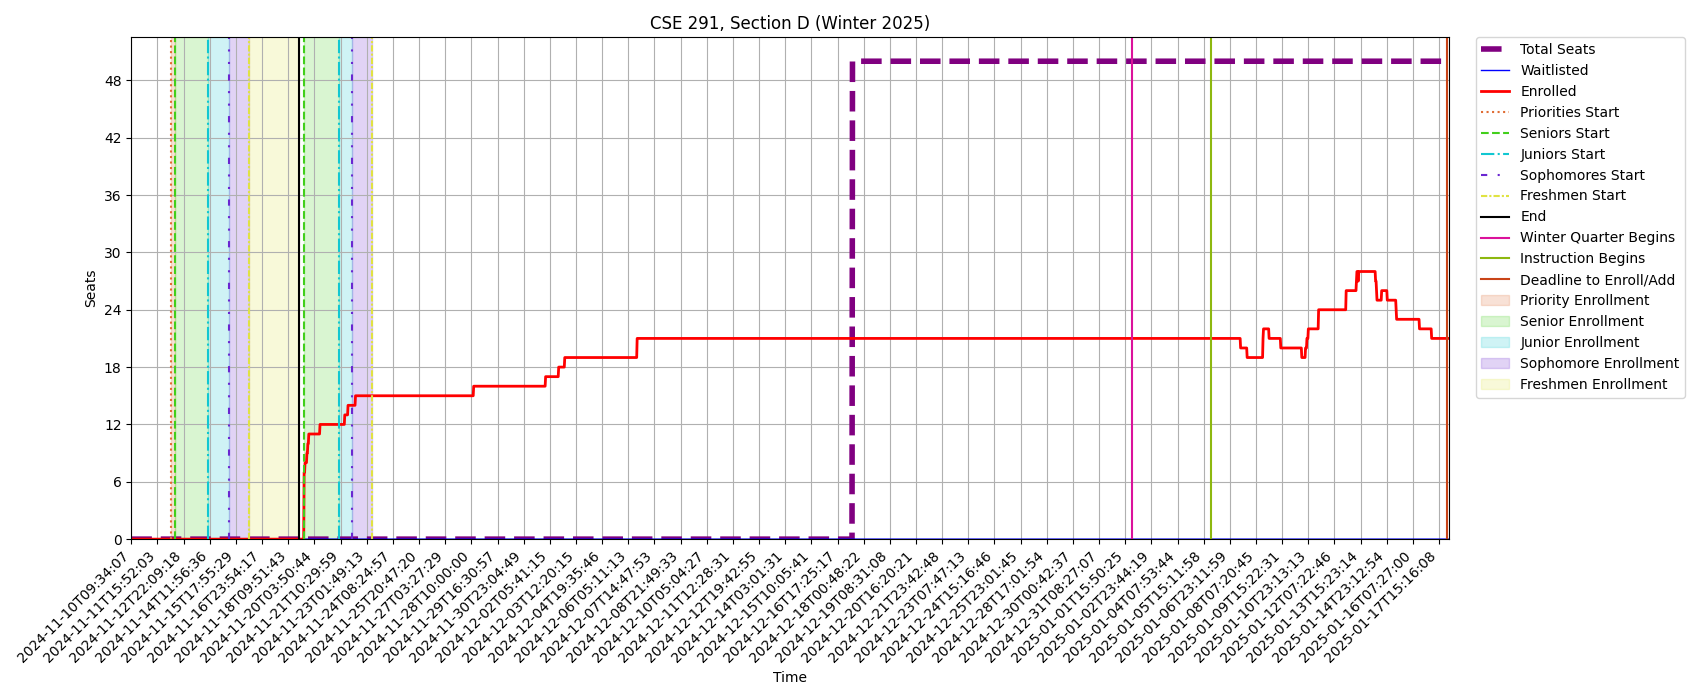 CSE 291, Section D (Winter 2025)
Seats
48
42
36
30
24
18
12
6
0
2024-11-10T09:34:07
2024-11-11T15:52:03
2024-11-12T22:09:18
2024-11-14T11:56:36
2024-11-15T17:55:29
2024-11-16T23:54:17
2024-11-18T09:51:43
2024-11-20T03:50:44
2024-11-21T10:29:59
2024-11-23T01:49:13
2024-11-24T08:24:57
2024-11-25T20:47:20
2024-11-27T03:27:29
2024-11-28T10:00:00
2024-11-29T16:30:57
2024-11-30T23:04:49
2024-12-02T05:41:15
2024-12-03T12:20:15
2024-12-04T19:35:46
2024-12-06T05:11:13
2024-12-07T14:47:53
2024-12-08T21:49:33
2024-12-10T05:04:27
2024-12-11T12:28:31
2024-12-12T19:42:55
2024-12-14T03:01:31
2024-12-15T10:05:41
2024-12-16T17:25:17
2024-12-18T00:48:22
2024-12-19T08:31:08
2024-12-20T16:20:21
2024-12-21T23:42:48
2024-12-23T07:47:13
2024-12-24T15:16:46
2024-12-25T23:01:45
2024-12-28T17:01:54
2024-12-30T00:42:37
2024-12-31T08:27:07
2025-01-01T15:50:25
2025-01-02T23:44:19
2025-01-04T07:53:44
2025-01-05T15:11:58
2025-01-06T23:11:59
2025-01-08T07:20:45
2025-01-09T15:22:31
2025-01-10T23:13:13
2025-01-12T07:22:46
2025-01-13T15:23:14
2025-01-14T23:12:54
2025-01-16T07:27:00
2025-01-17T15:16:08
Time
Total Seats
Waitlisted
Enrolled
Priorities Start
Seniors Start
Juniors Start
Sophomores Start
Freshmen Start
End
Winter Quarter Begins
Instruction Begins
Deadline to Enroll/Add
Priority Enrollment
Senior Enrollment
Junior Enrollment
Sophomore Enrollment
Freshmen Enrollment